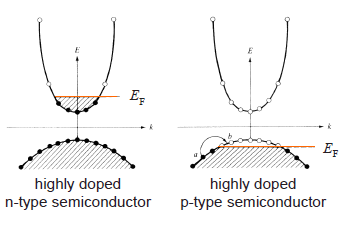 E
E_F
k
highly doped
n-type semiconductor
E
b
k
a
E_F
highly doped
p-type semiconductor